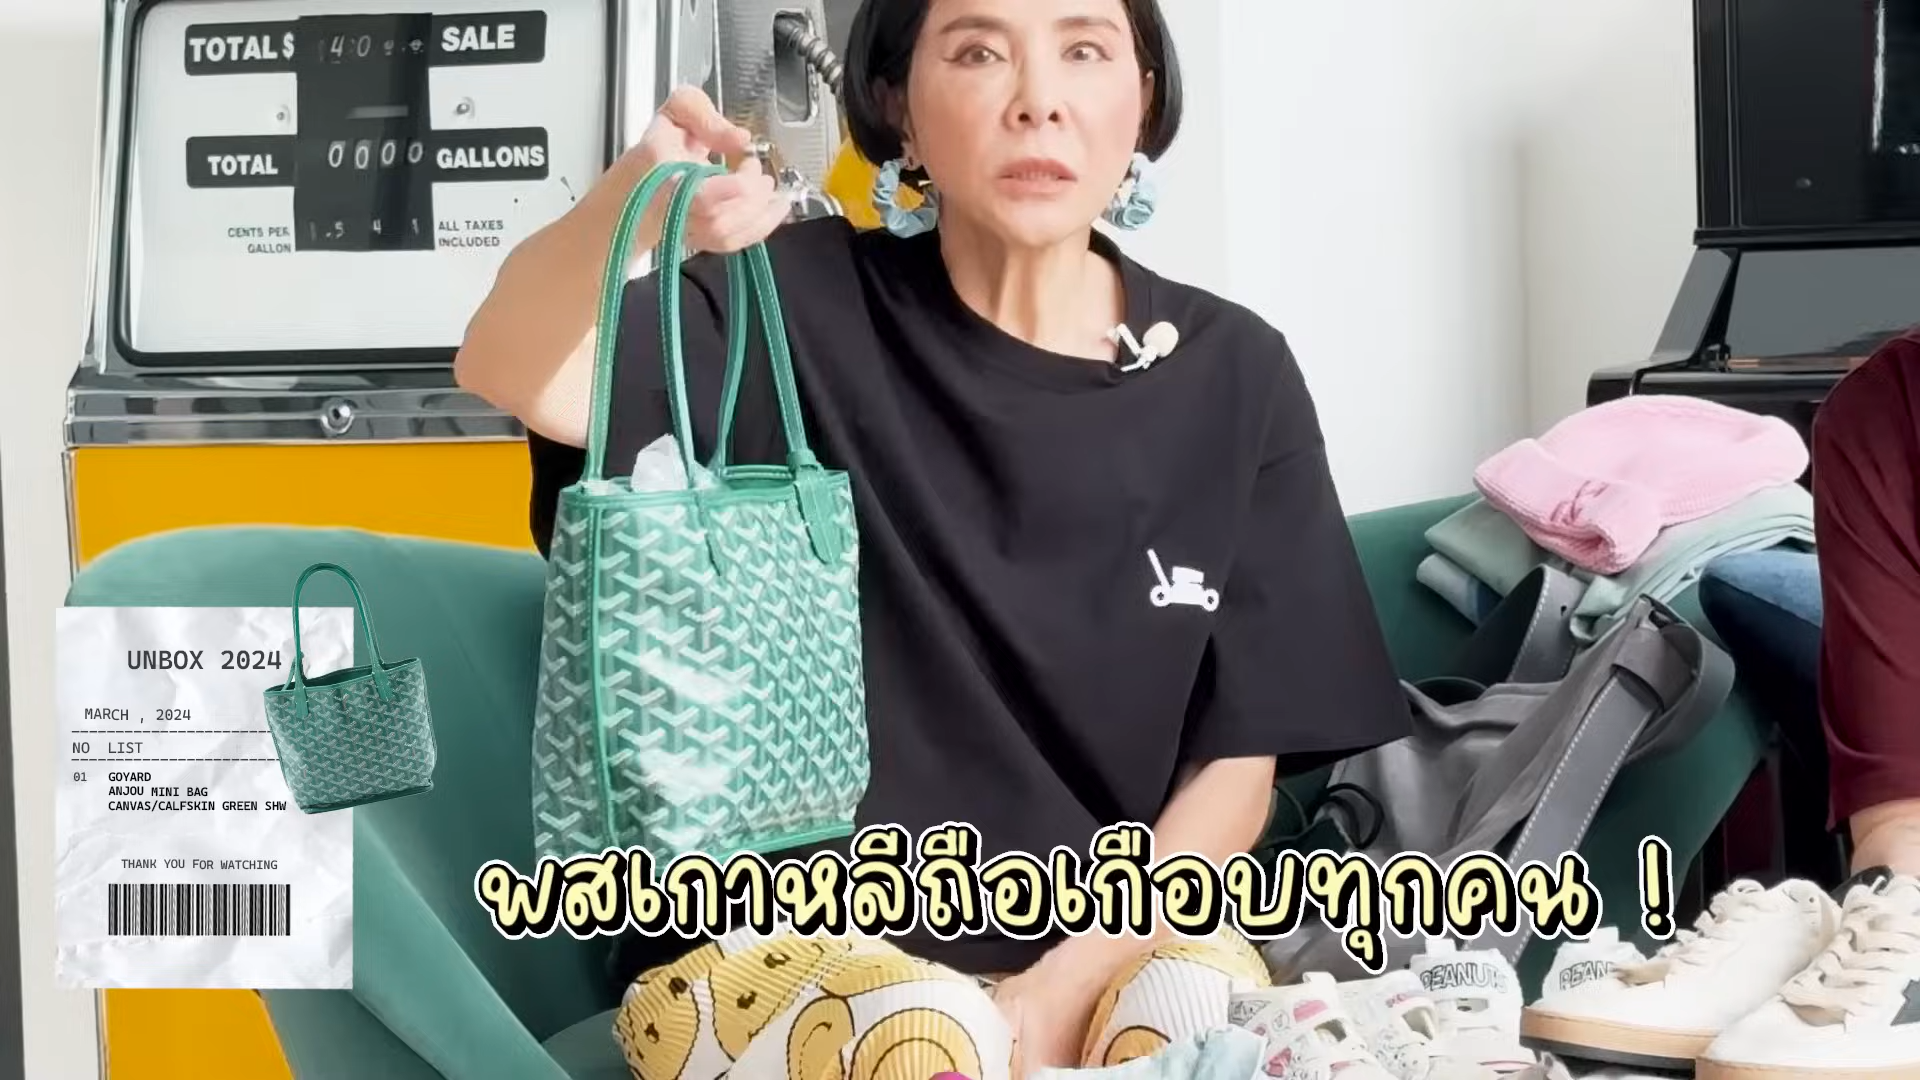 TOTAL $ SALE
TOTAL 0000 GALLONS
CENTS PER
GALLON
ALL TAXES
INCLUDED
UNBOX 2024
MARCH , 2024
NO LIST
01 GOYARD
ANJOU MINI BAG
CANVAS/CALFSKIN GREEN SHW
THANK YOU FOR WATCHING
พสเกาหลีถือเกือบทุกคน !
PEANUTS